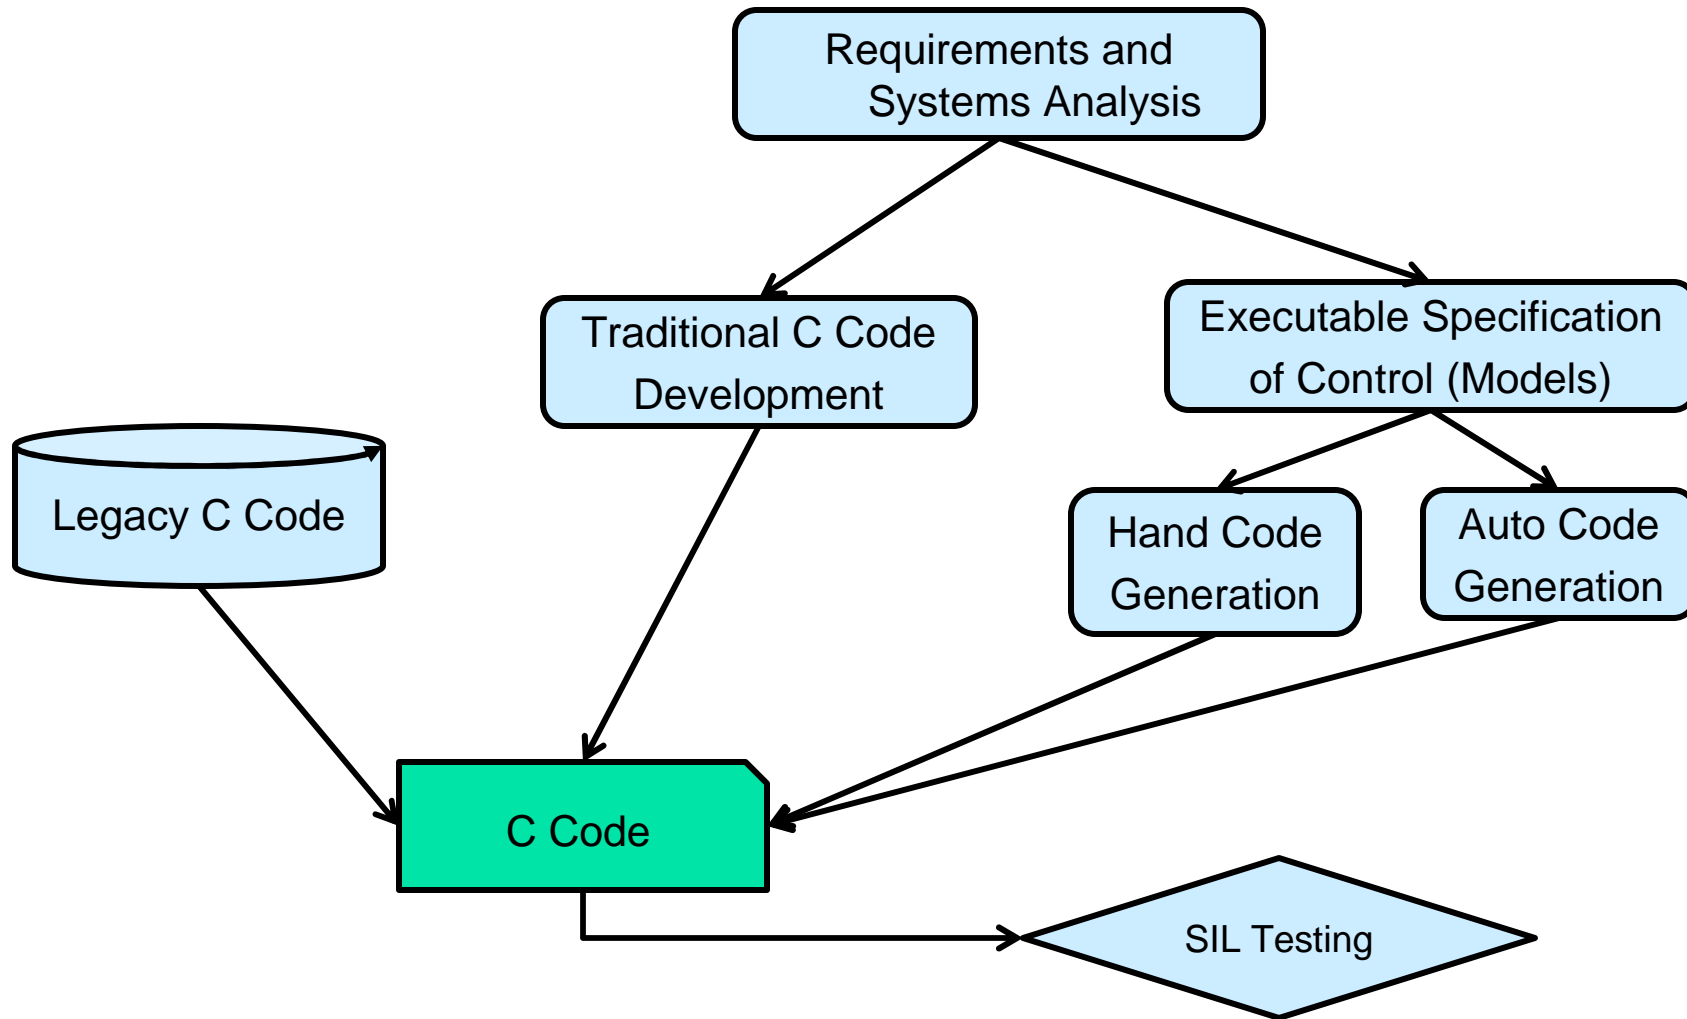 Requirements and
Systems Analysis
Traditional C Code
Development
Executable Specification
of Control (Models)
Legacy C Code
Hand Code
Generation
Auto Code
Generation
C Code
SIL Testing